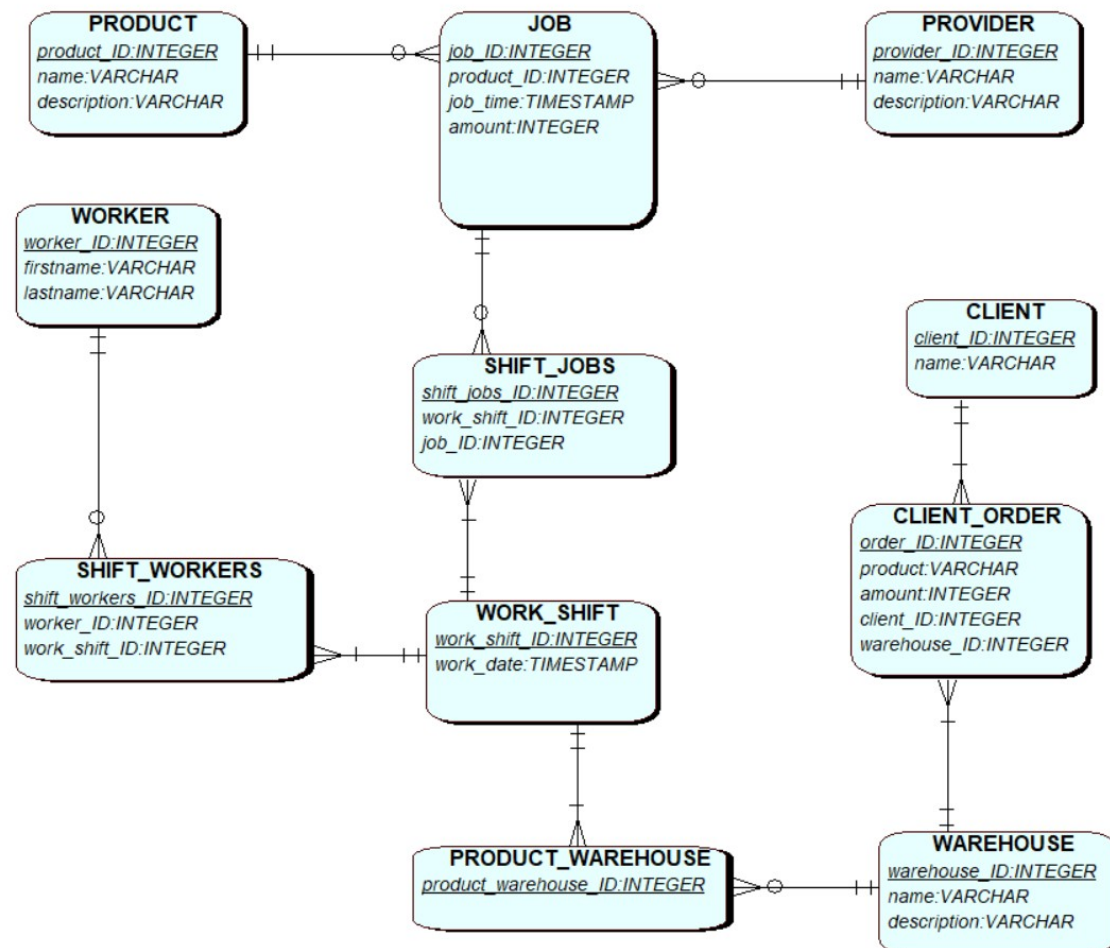 PRODUCT
product_ID:INTEGER
name:VARCHAR
description:VARCHAR
JOB
job_ID:INTEGER
product_ID:INTEGER
job_time:TIMESTAMP
amount:INTEGER
PROVIDER
provider_ID:INTEGER
name:VARCHAR
description:VARCHAR
WORKER
worker_ID:INTEGER
firstname:VARCHAR
lastname:VARCHAR
CLIENT
client_ID:INTEGER
name:VARCHAR
SHIFT_JOBS
shift_jobs_ID:INTEGER
work_shift_ID:INTEGER
job_ID:INTEGER
CLIENT_ORDER
order_ID:INTEGER
product:VARCHAR
amount:INTEGER
client_ID:INTEGER
warehouse_ID:INTEGER
SHIFT_WORKERS
shift_workers_ID:INTEGER
worker_ID:INTEGER
work_shift_ID:INTEGER
WORK_SHIFT
work_shift_ID:INTEGER
work_date:TIMESTAMP
PRODUCT_WAREHOUSE
product_warehouse_ID:INTEGER
WAREHOUSE
warehouse_ID:INTEGER
name:VARCHAR
description:VARCHAR